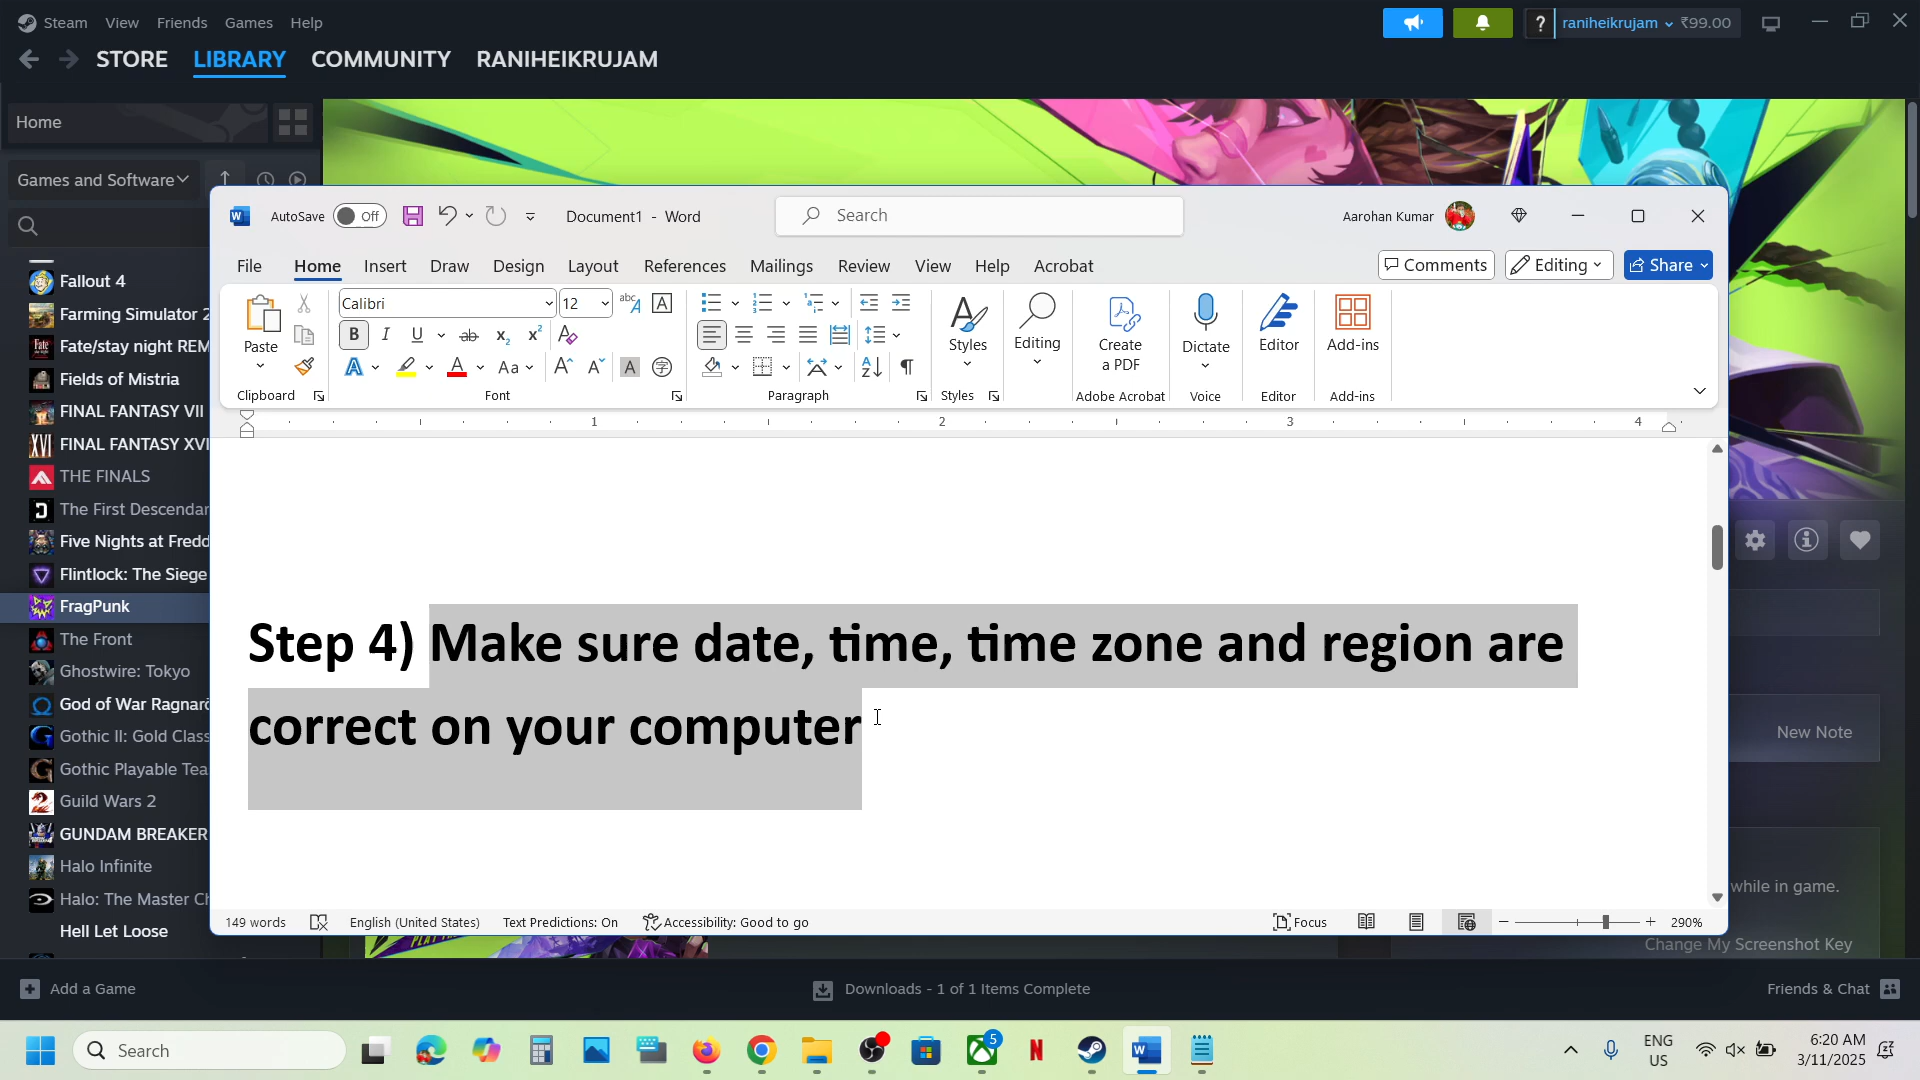 Steam View Friends Games Help
raniheikrujam ₹99.00
STORE LIBRARY COMMUNITY RANIHEIKRUJAM
Home
Games and Software
AutoSave Off Document1 - Word Search Aarohan Kumar
File Home Insert Draw Design Layout References Mailings Review View Help Acrobat Comments Editing Share
Paste Calibri 12 Styles Editing Create a PDF Dictate Editor Add-ins
Clipboard Font Paragraph Styles Adobe Acrobat Voice Editor Add-ins
1 2 3 4
Fallout 4
Farming Simulator 2
Fate/stay night REM
Fields of Mistria
FINAL FANTASY VII
FINAL FANTASY XVI
THE FINALS
The First Descendan
Five Nights at Fredd
Flintlock: The Siege
FragPunk
The Front
Ghostwire: Tokyo
God of War Ragnarö
Gothic II: Gold Class
Gothic Playable Tea
Guild Wars 2
GUNDAM BREAKER
Halo Infinite
Halo: The Master Ch
Hell Let Loose
Step 4) Make sure date, time, time zone and region are
correct on your computer
New Note
while in game.
149 words English (United States) Text Predictions: On Accessibility: Good to go Focus 290%
Change My Screenshot Key
Add a Game Downloads - 1 of 1 Items Complete Friends & Chat
Search 5 ENG US 6:20 AM 3/11/2025